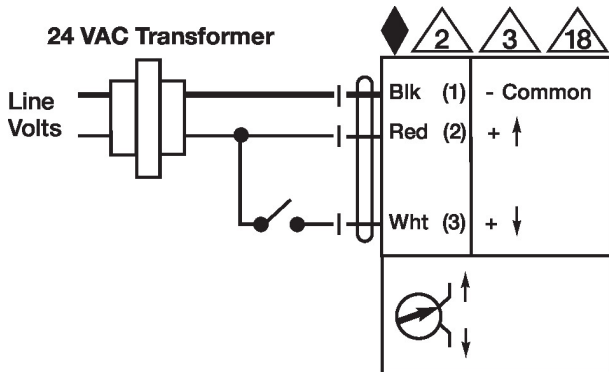 24 VAC Transformer
2 3 18
Line
Volts
Blk (1) - Common
Red (2) +
Wht (3) +